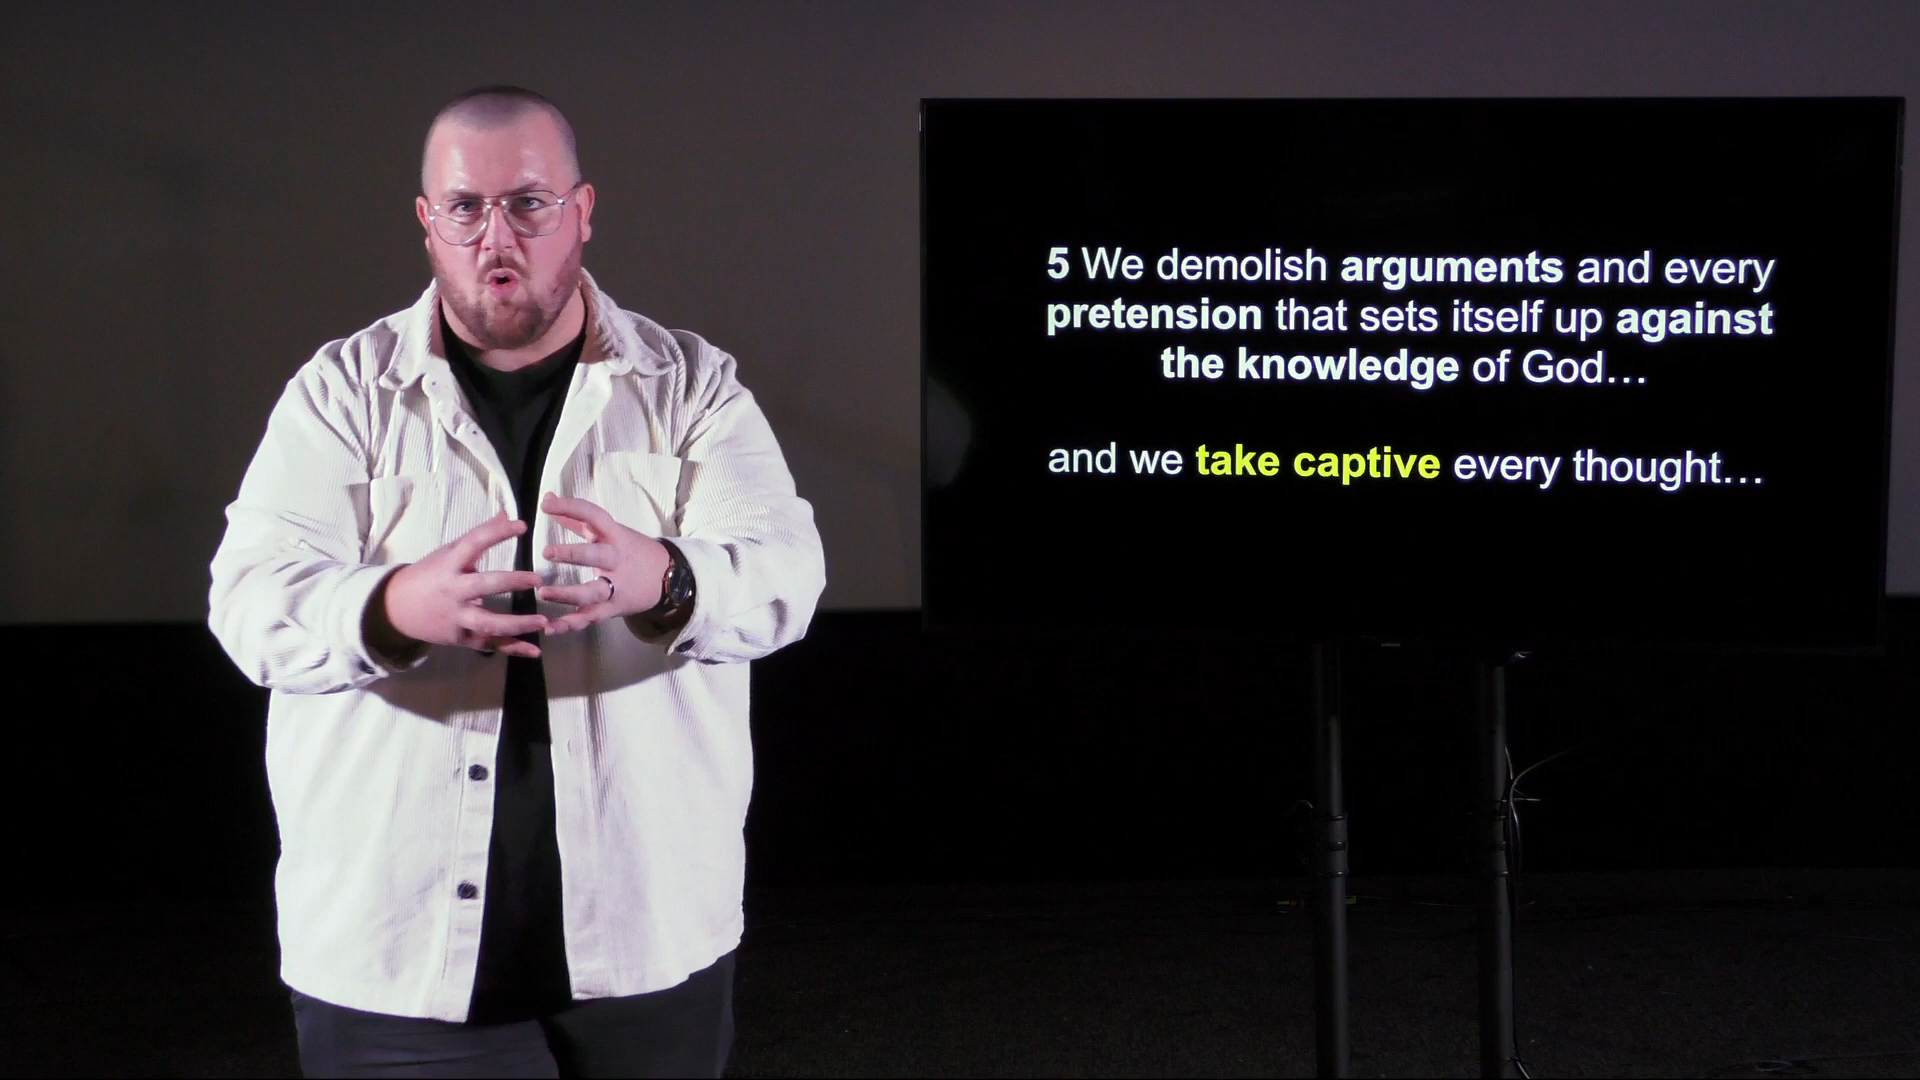 5 We demolish arguments and every
pretension that sets itself up against
the knowledge of God…
and we take captive every thought…